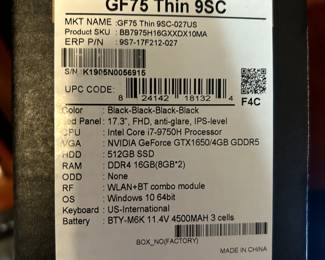 GF75 Thin 9SC
MKT NAME :GF75 Thin 9SC-027US
Product SKU : BB7975H16GXXDX10MA
ERP P/N : 9S7-17F212-027
S/N K1905N0056915
UPC CODE:
8 24142 18132 4
F4C
Color : Black-Black-Black-Black
Led Panel : 17.3", FHD, anti-glare, IPS-level
CPU : Intel Core i7-9750H Processor
VGA : NVIDIA GeForce GTX1650/4GB GDDR5
HDD : 512GB SSD
RAM : DDR4 16GB(8GB*2)
ODD : None
RF : WLAN+BT combo module
OS : Windows 10 64bit
Keyboard : US-International
Battery : BTY-M6K 11.4V 4500MAH 3 cells
BOX_NO(FACTORY)
MADE IN CHINA